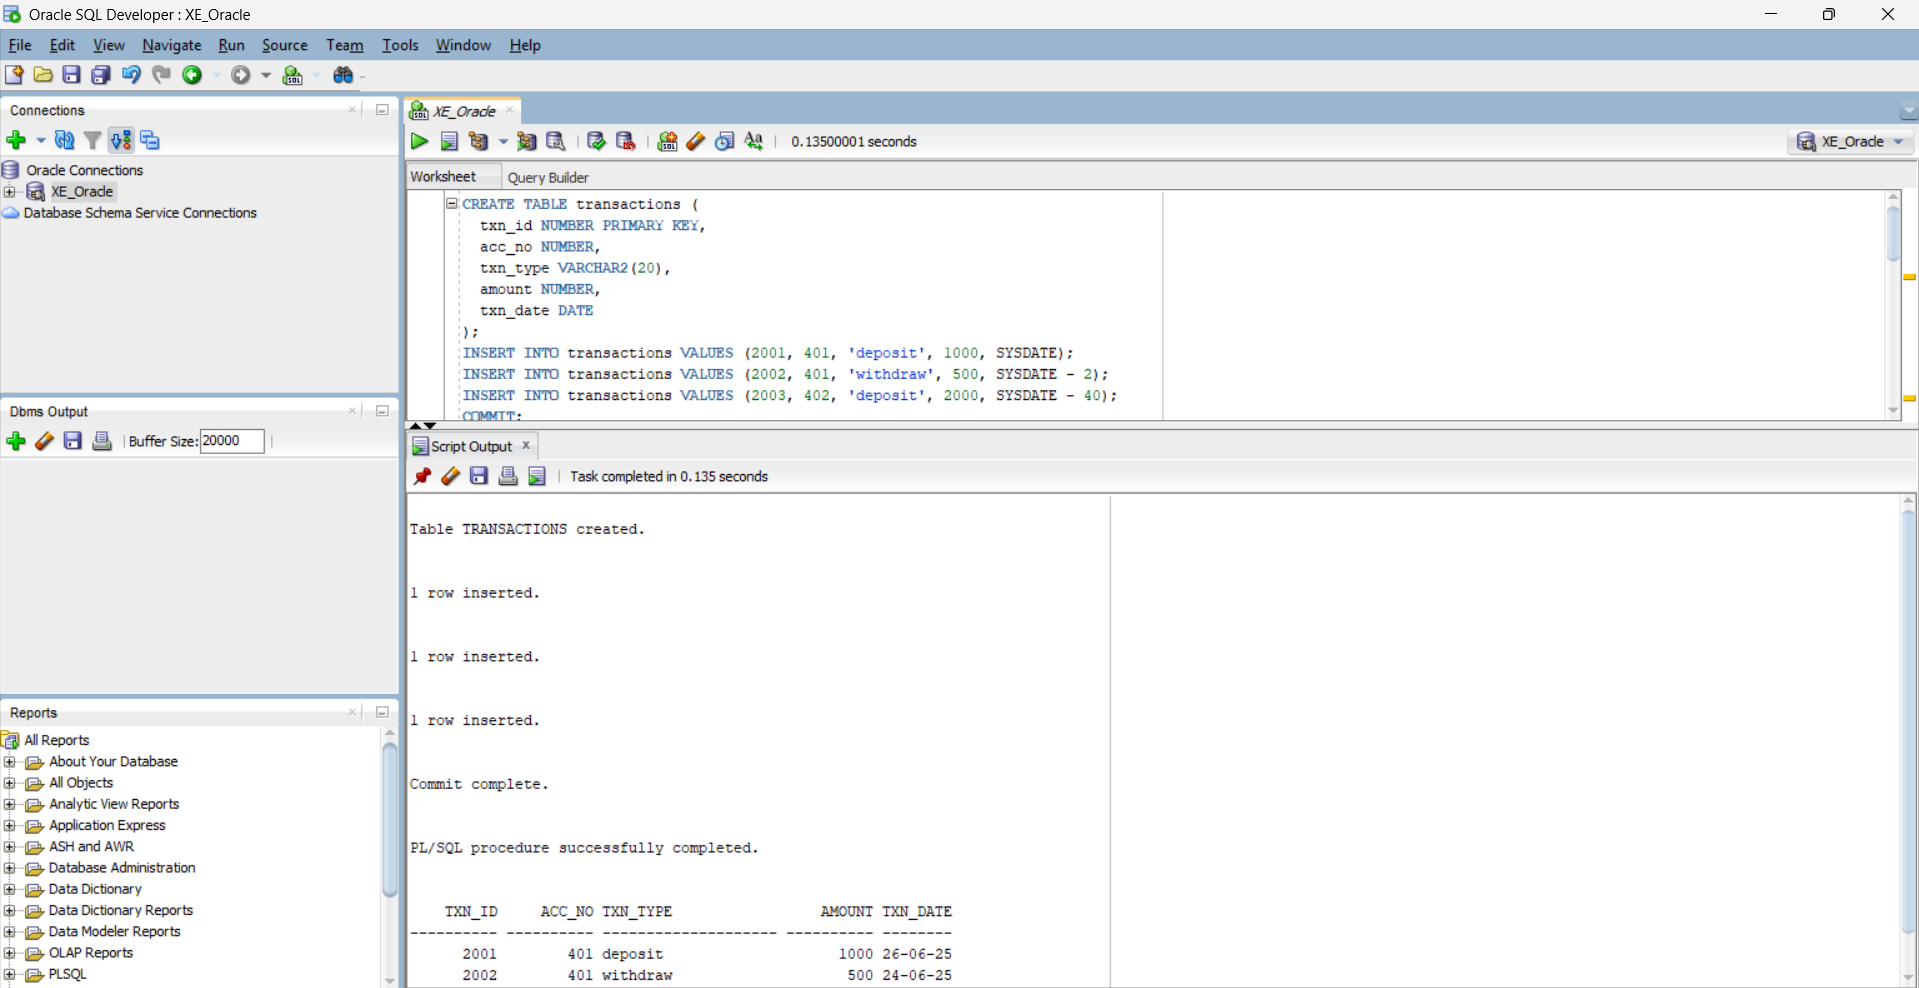 Oracle SQL Developer : XE_Oracle
File Edit View Navigate Run Source Team Tools Window Help
Connections
Oracle Connections
XE_Oracle
Database Schema Service Connections
Dbms Output
Buffer Size: 20000
Reports
All Reports
About Your Database
All Objects
Analytic View Reports
Application Express
ASH and AWR
Database Administration
Data Dictionary
Data Dictionary Reports
Data Modeler Reports
OLAP Reports
PLSQL
XE_Oracle
0.13500001 seconds
XE_Oracle
Worksheet Query Builder
CREATE TABLE transactions (
txn_id NUMBER PRIMARY KEY,
acc_no NUMBER,
txn_type VARCHAR2(20),
amount NUMBER,
txn_date DATE
);
INSERT INTO transactions VALUES (2001, 401, 'deposit', 1000, SYSDATE);
INSERT INTO transactions VALUES (2002, 401, 'withdraw', 500, SYSDATE - 2);
INSERT INTO transactions VALUES (2003, 402, 'deposit', 2000, SYSDATE - 40);
COMMIT;
Script Output
Task completed in 0.135 seconds
Table TRANSACTIONS created.
1 row inserted.
1 row inserted.
1 row inserted.
Commit complete.
PL/SQL procedure successfully completed.
TXN_ID ACC_NO TXN_TYPE AMOUNT TXN_DATE
---------- ---------- -------------------- ---------- --------
2001 401 deposit 1000 26-06-25
2002 401 withdraw 500 24-06-25